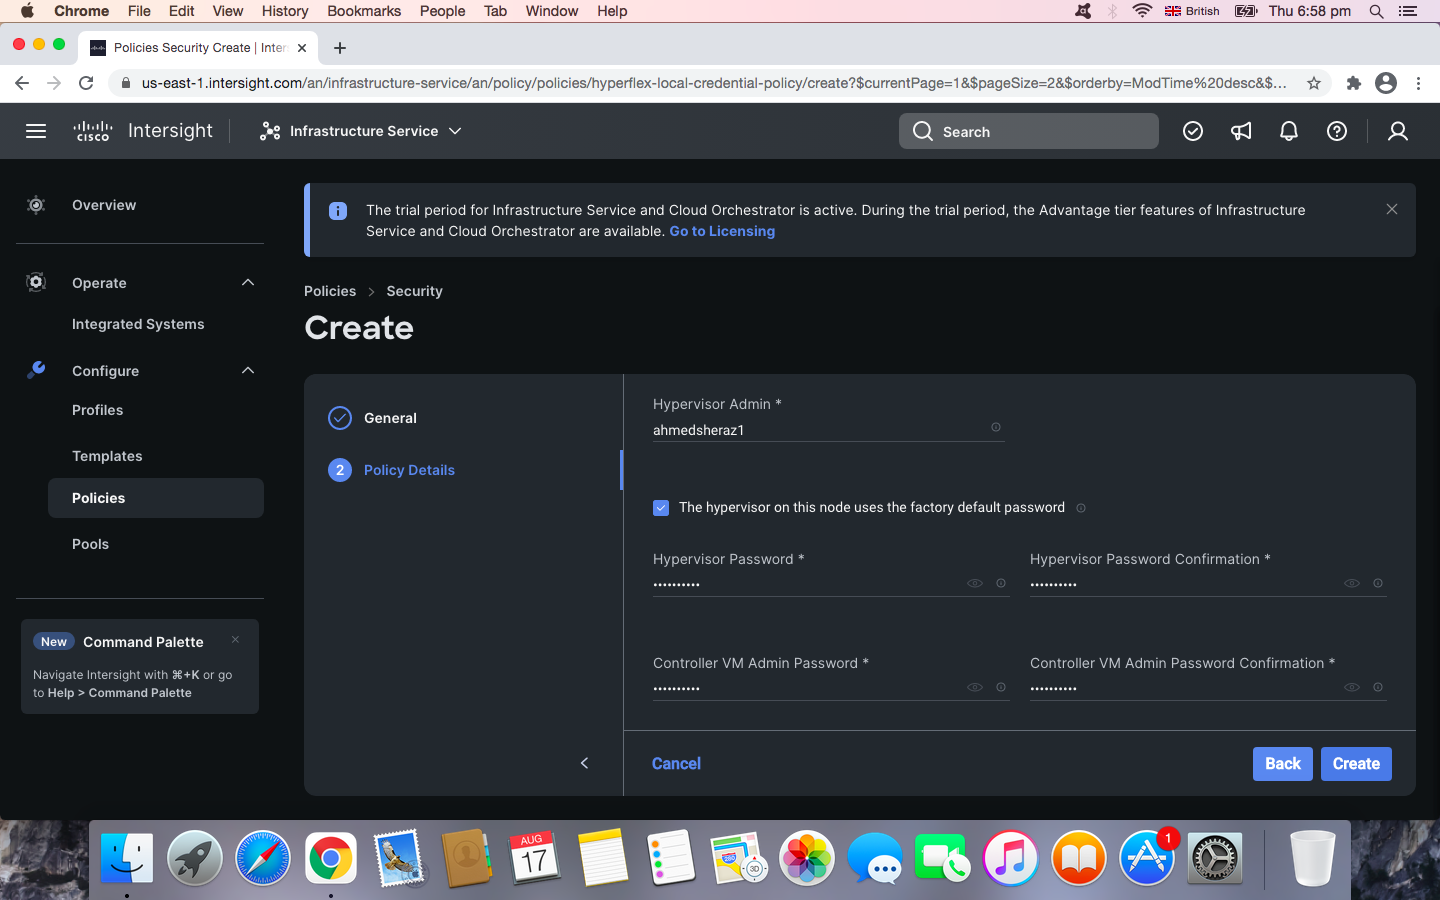 Chrome File Edit View History Bookmarks People Tab Window Help British Thu 6:58 pm
Policies Security Create | Inter
us-east-1.intersight.com/an/infrastructure-service/an/policy/policies/hyperflex-local-credential-policy/create?$currentPage=1&$pageSize=2&$orderby=ModTime%20desc&$...
CISCO Intersight Infrastructure Service Search
Overview
Operate
Integrated Systems
Configure
Profiles
Templates
Policies
Pools
New Command Palette
Navigate Intersight with ⌘+K or go
to Help > Command Palette
The trial period for Infrastructure Service and Cloud Orchestrator is active. During the trial period, the Advantage tier features of Infrastructure
Service and Cloud Orchestrator are available. Go to Licensing
Policies > Security
Create
General
2 Policy Details
Hypervisor Admin *
ahmedsheraz1
The hypervisor on this node uses the factory default password
Hypervisor Password * Hypervisor Password Confirmation *
•••••••••• ••••••••••
Controller VM Admin Password * Controller VM Admin Password Confirmation *
•••••••••• ••••••••••
Cancel Back Create
AUG
17
280
3D
1